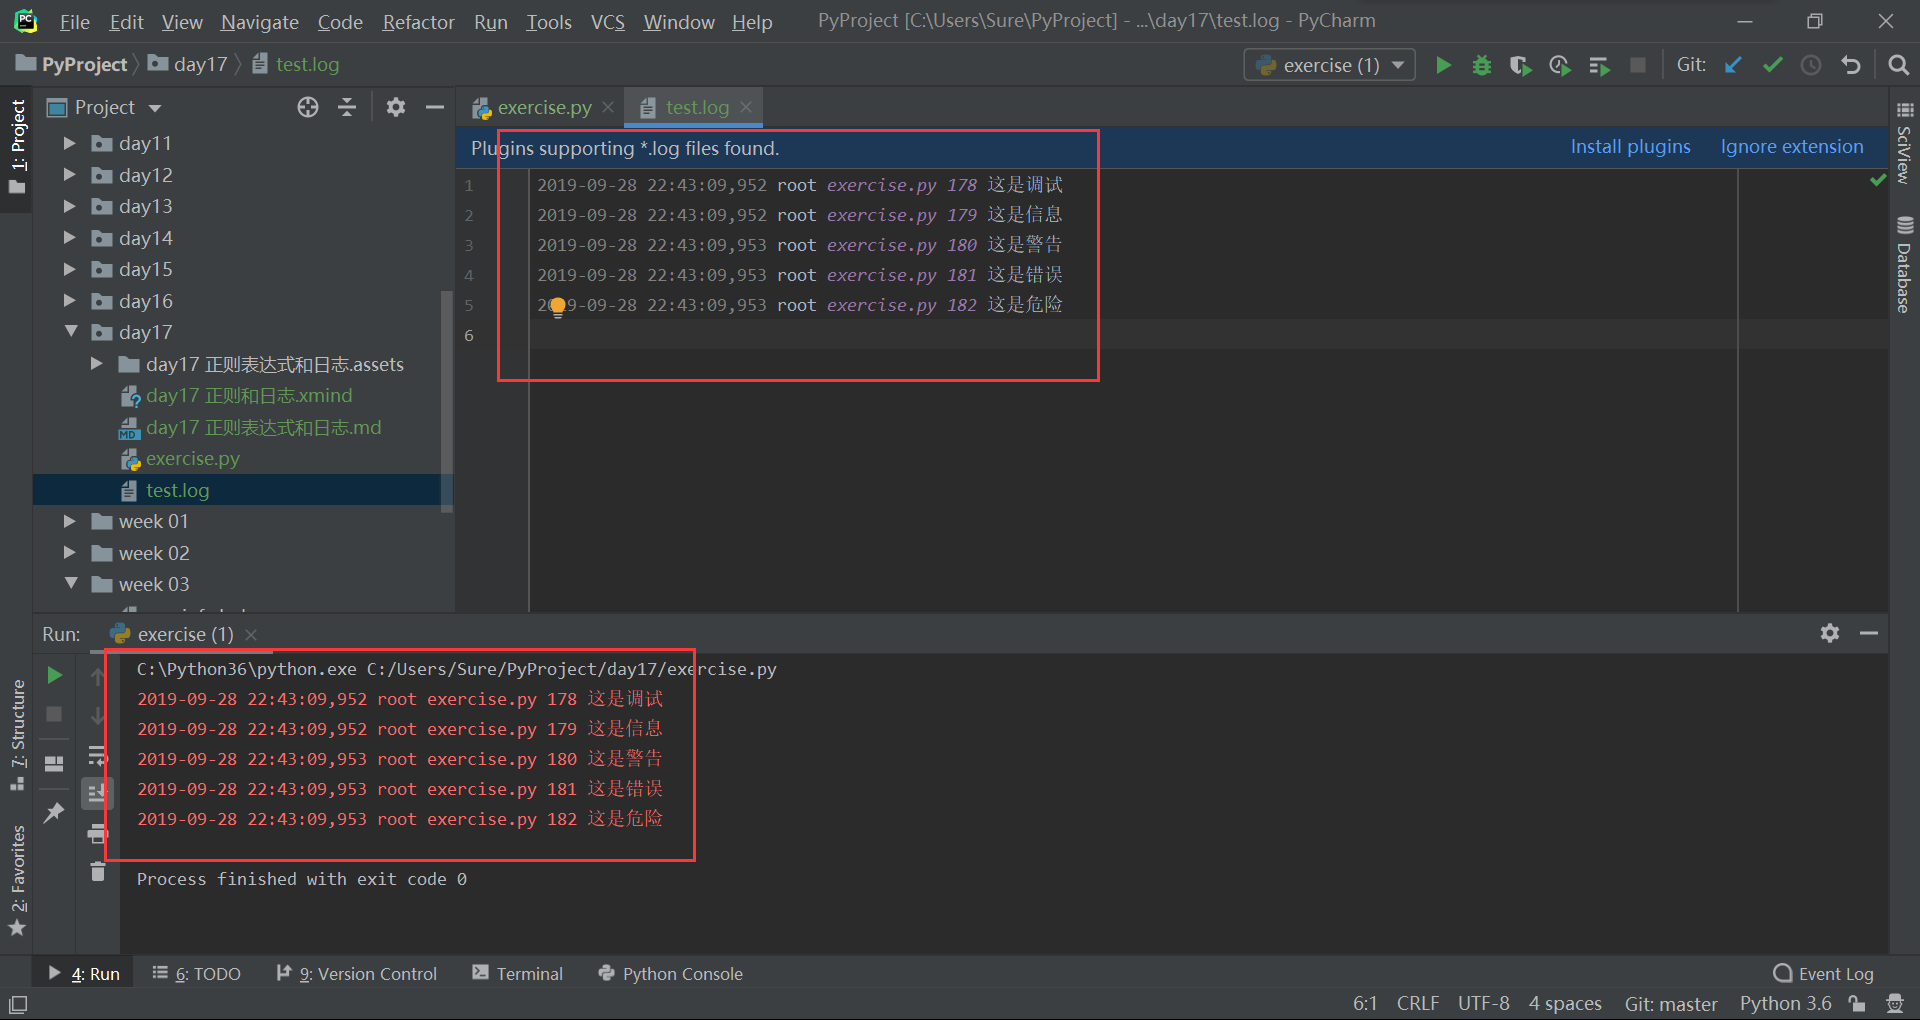 File Edit View Navigate Code Refactor Run Tools VCS Window Help PyProject [C:\Users\Sure\PyProject] - ...\day17\test.log - PyCharm
PyProject day17 test.log exercise (1) Git:
Project
exercise.py test.log
1: Project
Plugins supporting *.log files found. Install plugins Ignore extension
day11
day12
day13
day14
day15
day16
day17
day17 正则表达式和日志.assets
day17 正则和日志.xmind
day17 正则表达式和日志.md
exercise.py
test.log
week 01
week 02
week 03
1 2019-09-28 22:43:09,952 root exercise.py 178 这是调试
2 2019-09-28 22:43:09,952 root exercise.py 179 这是信息
3 2019-09-28 22:43:09,953 root exercise.py 180 这是警告
4 2019-09-28 22:43:09,953 root exercise.py 181 这是错误
5 2019-09-28 22:43:09,953 root exercise.py 182 这是危险
6
SciView
Database
Run: exercise (1)
C:\Python36\python.exe C:/Users/Sure/PyProject/day17/exercise.py
2019-09-28 22:43:09,952 root exercise.py 178 这是调试
2019-09-28 22:43:09,952 root exercise.py 179 这是信息
2019-09-28 22:43:09,953 root exercise.py 180 这是警告
2019-09-28 22:43:09,953 root exercise.py 181 这是错误
2019-09-28 22:43:09,953 root exercise.py 182 这是危险
Process finished with exit code 0
7: Structure
2: Favorites
4: Run 6: TODO 9: Version Control Terminal Python Console Event Log
6:1 CRLF UTF-8 4 spaces Git: master Python 3.6